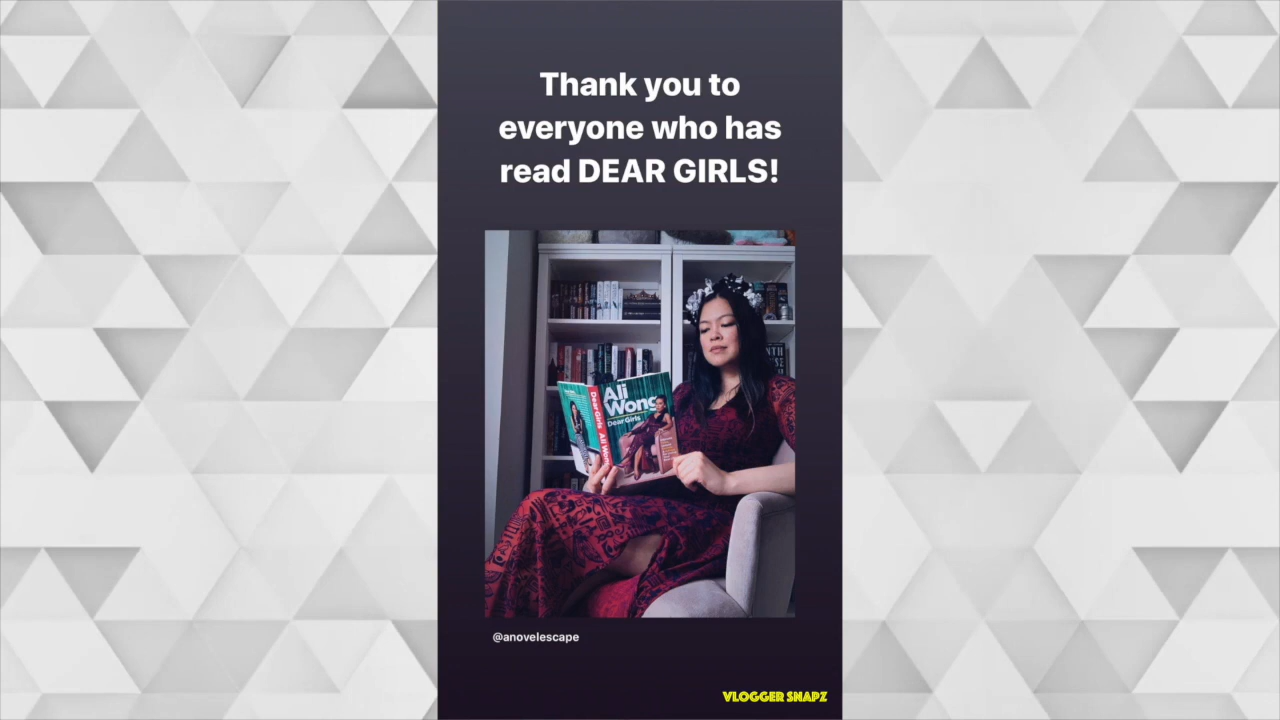 Thank you to
everyone who has
read DEAR GIRLS!
Ali
Wong
Dear Girls
Dear Girls Ali Wong
@anovelescape
VLOGGER SNAPZ